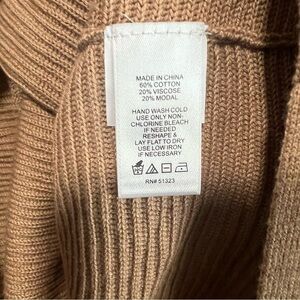 MADE IN CHINA
60% COTTON
20% VISCOSE
20% MODAL
HAND WASH COLD
USE ONLY NON-
CHLORINE BLEACH
IF NEEDED
RESHAPE &
LAY FLAT TO DRY
USE LOW IRON
IF NECESSARY
RN# 51323